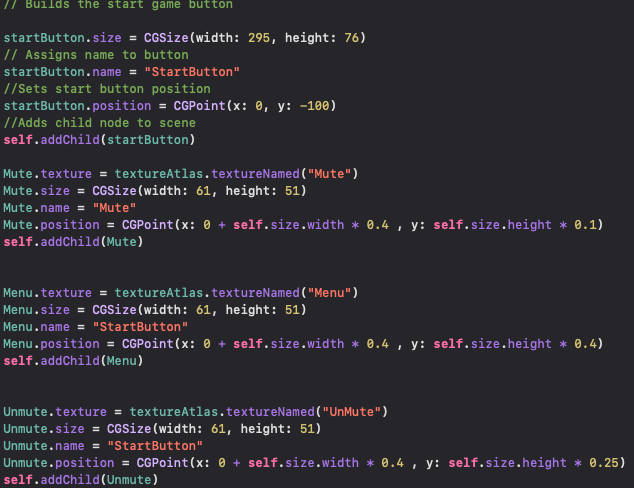 // Builds the start game button
startButton.size = CGSize(width: 295, height: 76)
// Assigns name to button
startButton.name = "StartButton"
//Sets start button position
startButton.position = CGPoint(x: 0, y: -100)
//Adds child node to scene
self.addChild(startButton)
Mute.texture = textureAtlas.textureNamed("Mute")
Mute.size = CGSize(width: 61, height: 51)
Mute.name = "Mute"
Mute.position = CGPoint(x: 0 + self.size.width * 0.4 , y: self.size.height * 0.1)
self.addChild(Mute)
Menu.texture = textureAtlas.textureNamed("Menu")
Menu.size = CGSize(width: 61, height: 51)
Menu.name = "StartButton"
Menu.position = CGPoint(x: 0 + self.size.width * 0.4 , y: self.size.height * 0.4)
self.addChild(Menu)
Unmute.texture = textureAtlas.textureNamed("UnMute")
Unmute.size = CGSize(width: 61, height: 51)
Unmute.name = "StartButton"
Unmute.position = CGPoint(x: 0 + self.size.width * 0.4 , y: self.size.height * 0.25)
self.addChild(Unmute)